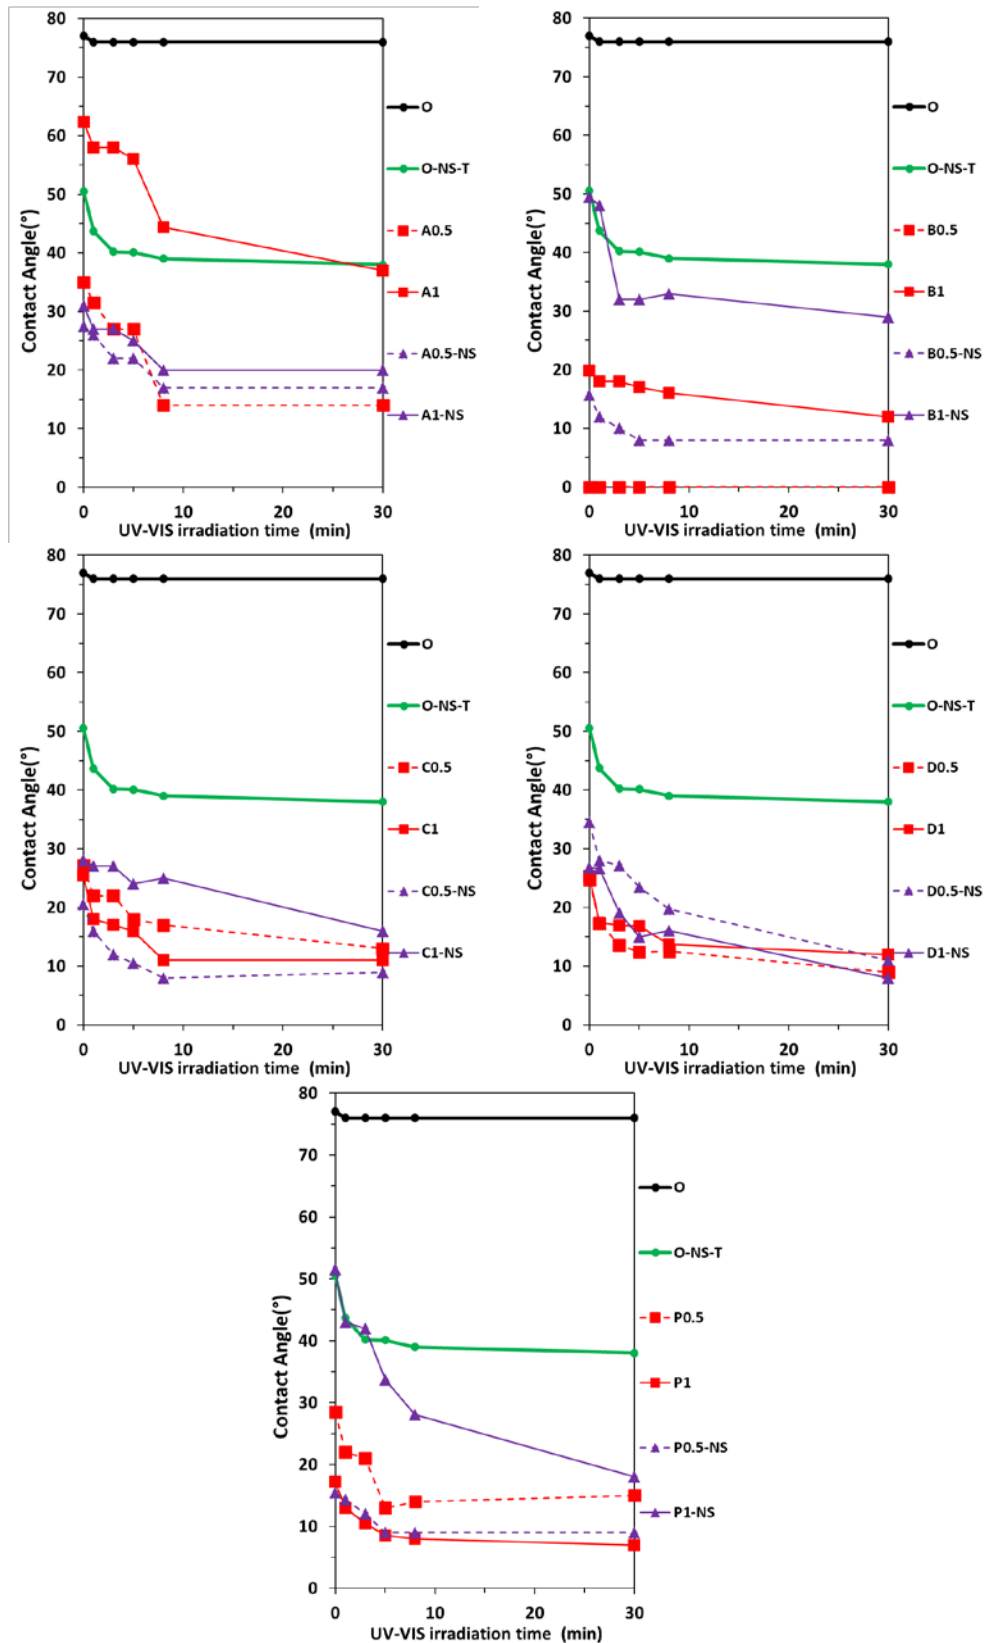 80
70
60
50
40
30
20
10
0
Contact Angle(°)
0
10
20
30
UV-VIS irradiation time (min)
O
O-NS-T
A0.5
A1
A0.5-NS
A1-NS
80
70
60
50
40
30
20
10
0
Contact Angle(°)
0
10
20
30
UV-VIS irradiation time (min)
O
O-NS-T
B0.5
B1
B0.5-NS
B1-NS
80
70
60
50
40
30
20
10
0
Contact Angle(°)
0
10
20
30
UV-VIS irradiation time (min)
O
O-NS-T
C0.5
C1
C0.5-NS
C1-NS
80
70
60
50
40
30
20
10
0
Contact Angle(°)
0
10
20
30
UV-VIS irradiation time (min)
O
O-NS-T
D0.5
D1
D0.5-NS
D1-NS
80
70
60
50
40
30
20
10
0
Contact Angle(°)
0
10
20
30
UV-VIS irradiation time (min)
O
O-NS-T
P0.5
P1
P0.5-NS
P1-NS